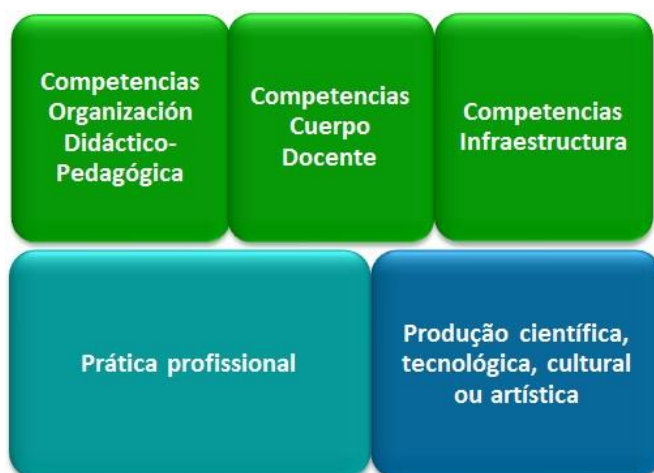 Competencias
Organización
Didáctico-
Pedagógica
Competencias
Cuerpo
Docente
Competencias
Infraestructura
Prática profissional
Produção científica,
tecnológica, cultural
ou artística